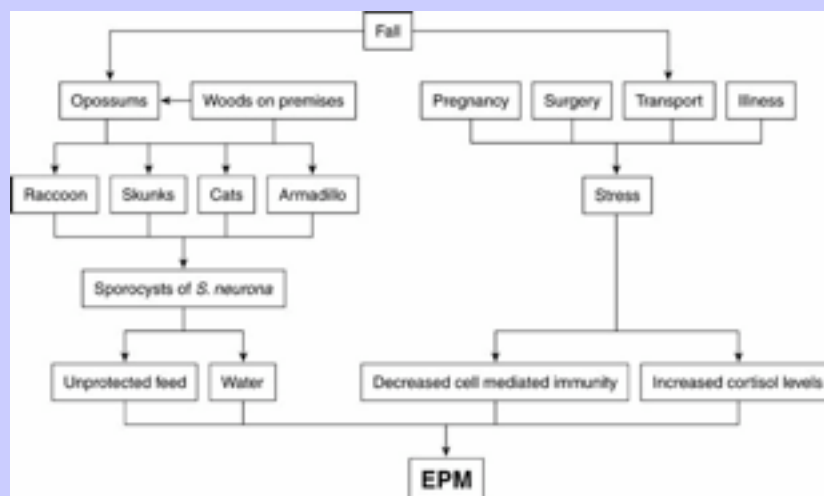 Fall
Opossums
Woods on premises
Pregnancy
Surgery
Transport
Illness
Raccoon
Skunks
Cats
Armadillo
Stress
Sporocysts of S. neurona
Unprotected feed
Water
Decreased cell mediated immunity
Increased cortisol levels
EPM